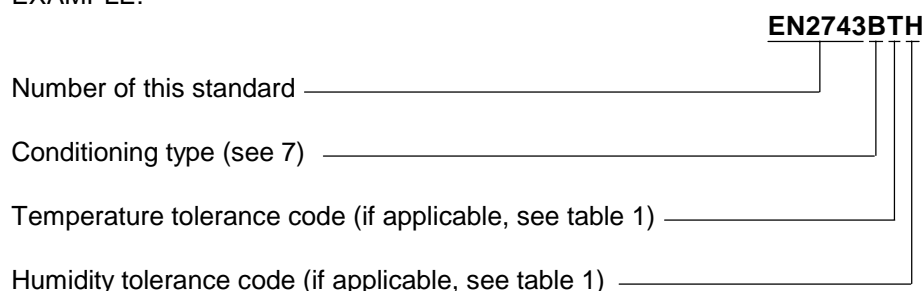 EXAMPLE:
EN2743BTH
Number of this standard
Conditioning type (see 7)
Temperature tolerance code (if applicable, see table 1)
Humidity tolerance code (if applicable, see table 1)